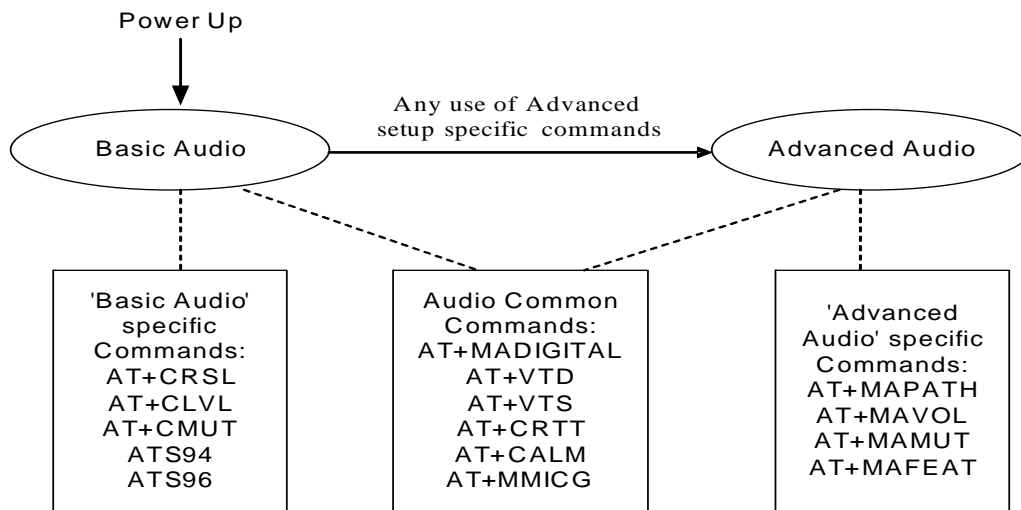 Power Up
Any use of Advanced
setup specific commands
Basic Audio
Advanced Audio
'Basic Audio'
specific
Commands:
AT+CRSL
AT+CLVL
AT+CMUT
ATS94
ATS96
Audio Common
Commands:
AT+MADIGITAL
AT+VTD
AT+VTS
AT+CRTT
AT+CALM
AT+MMICG
'Advanced
Audio' specific
Commands:
AT+MAPATH
AT+MAVOL
AT+MAMUT
AT+MAFEAT